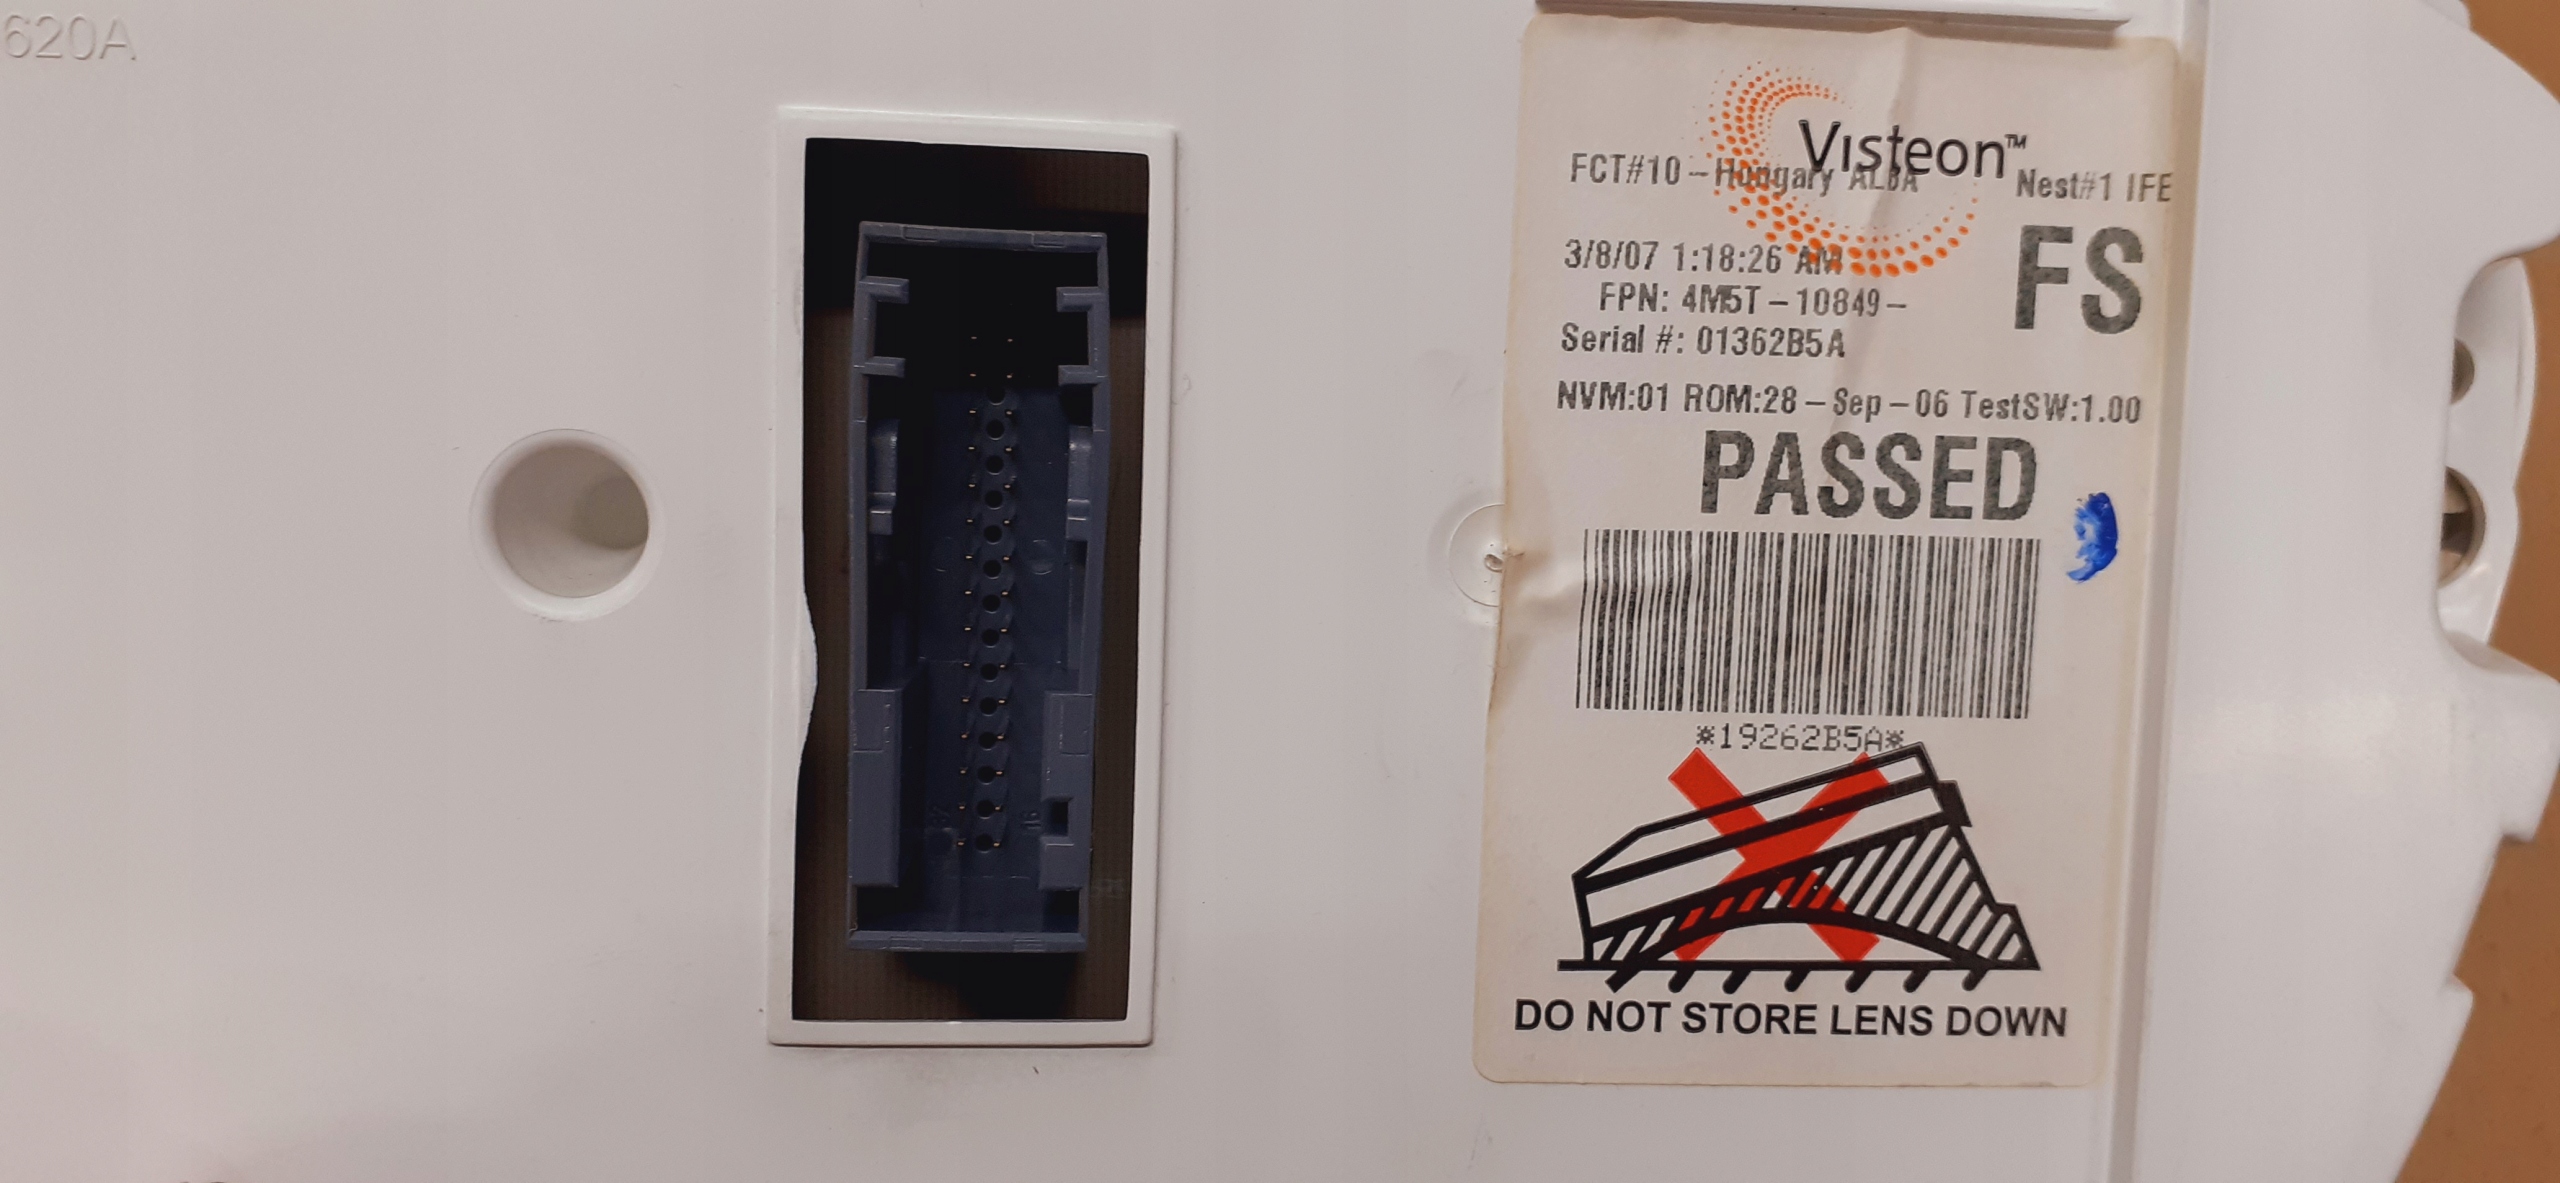 620A
Visteon™
FCT#10 – Hungary ALBA Nest#1 IFE
FS
3/8/07 1:18:26 AM
FPN: 4M5T – 10849 –
Serial #: 01362B5A
NVM:01 ROM:28 – Sep – 06 TestSW:1.00
PASSED
*19262B5A*
DO NOT STORE LENS DOWN